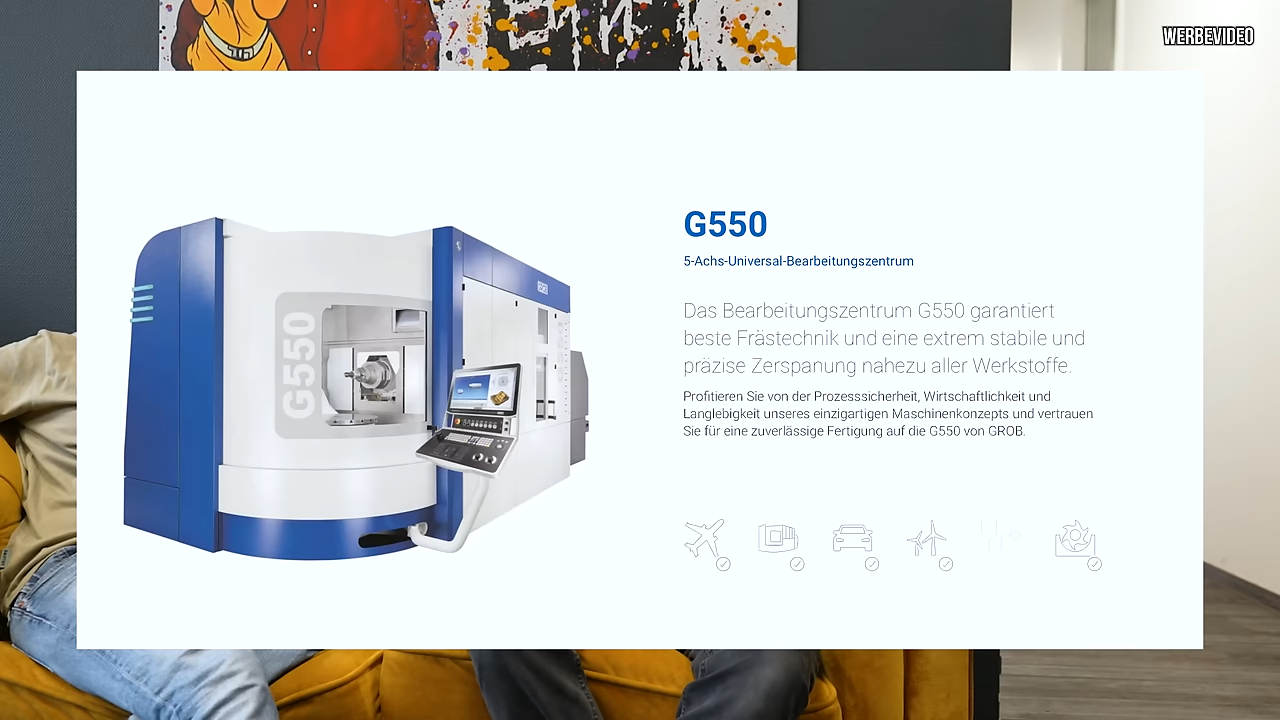 WERBEVIDEO
G550
5-Achs-Universal-Bearbeitungszentrum
Das Bearbeitungszentrum G550 garantiert
beste Frästechnik und eine extrem stabile und
präzise Zerspanung nahezu aller Werkstoffe.
Profitieren Sie von der Prozesssicherheit, Wirtschaftlichkeit und
Langlebigkeit unseres einzigartigen Maschinenkonzepts und vertrauen
Sie für eine zuverlässige Fertigung auf die G550 von GROB.
G550
GROB